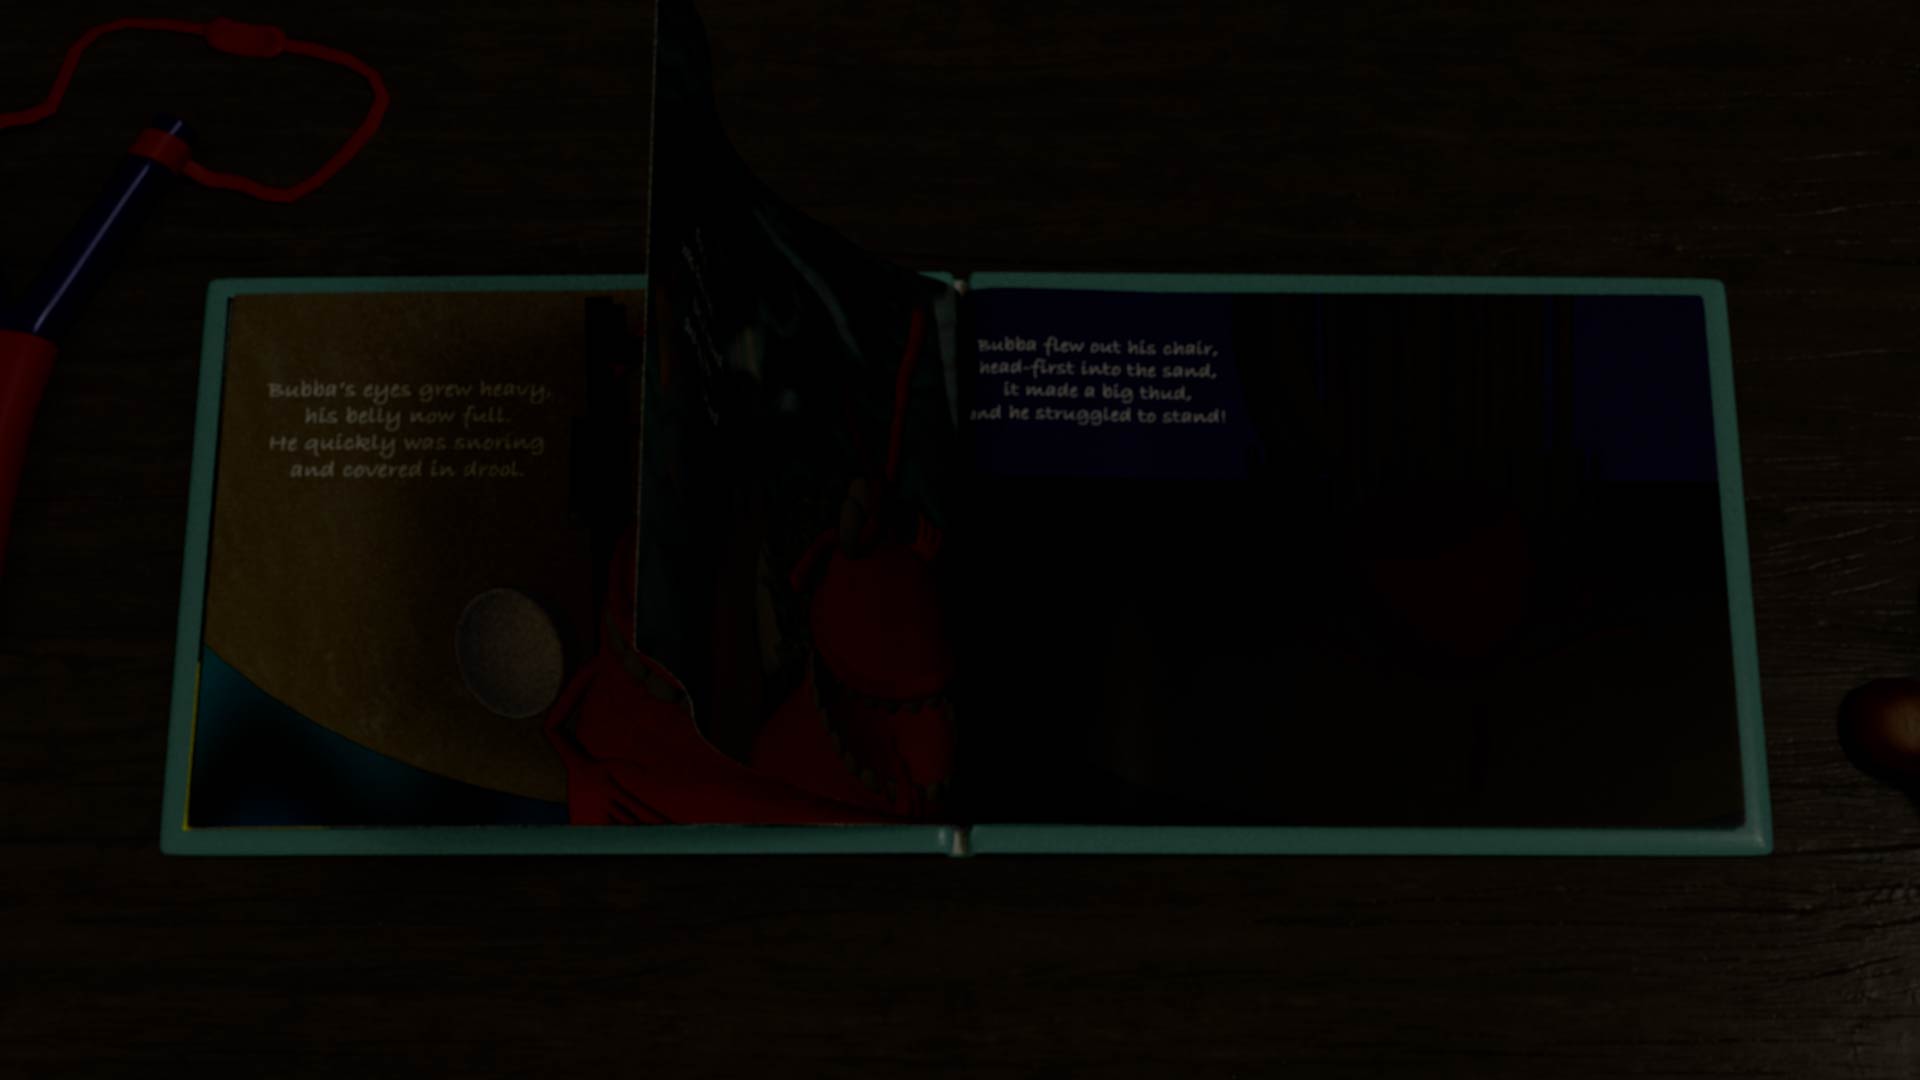 Bubba's eyes grew heavy,
his belly now full.
He quickly was snoring
and covered in drool.
Bubba flew out his chair,
head-first into the sand,
it made a big thud,
and he struggled to stand!